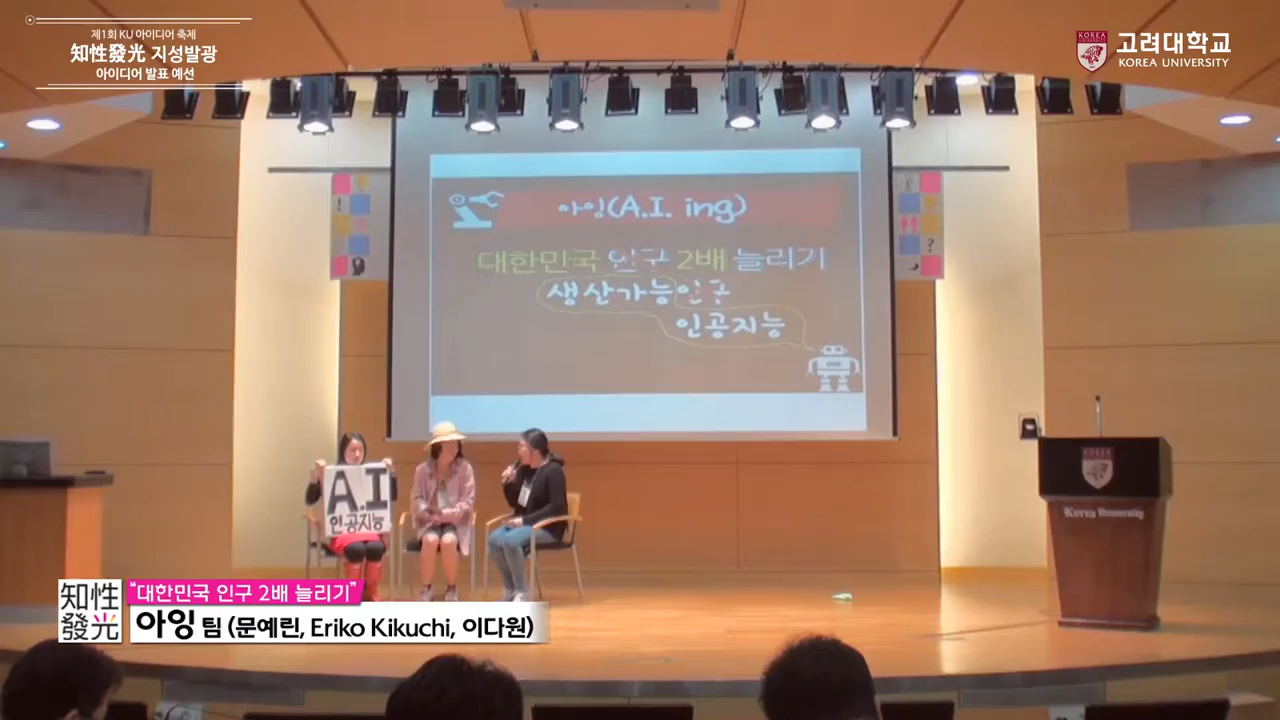 제1회 KU 아이디어 축제
知性發光 지성발광
아이디어 발표 예선
KOREA
고려대학교
KOREA UNIVERSITY
아잉(A.I. ing)
대한민국 인구 2배 늘리기
생산가능인구
인공지능
A.I
인공지능
KOREA
Korea University
知性
發光
"대한민국 인구 2배 늘리기"
아잉 팀 (문예린, Eriko Kikuchi, 이다원)